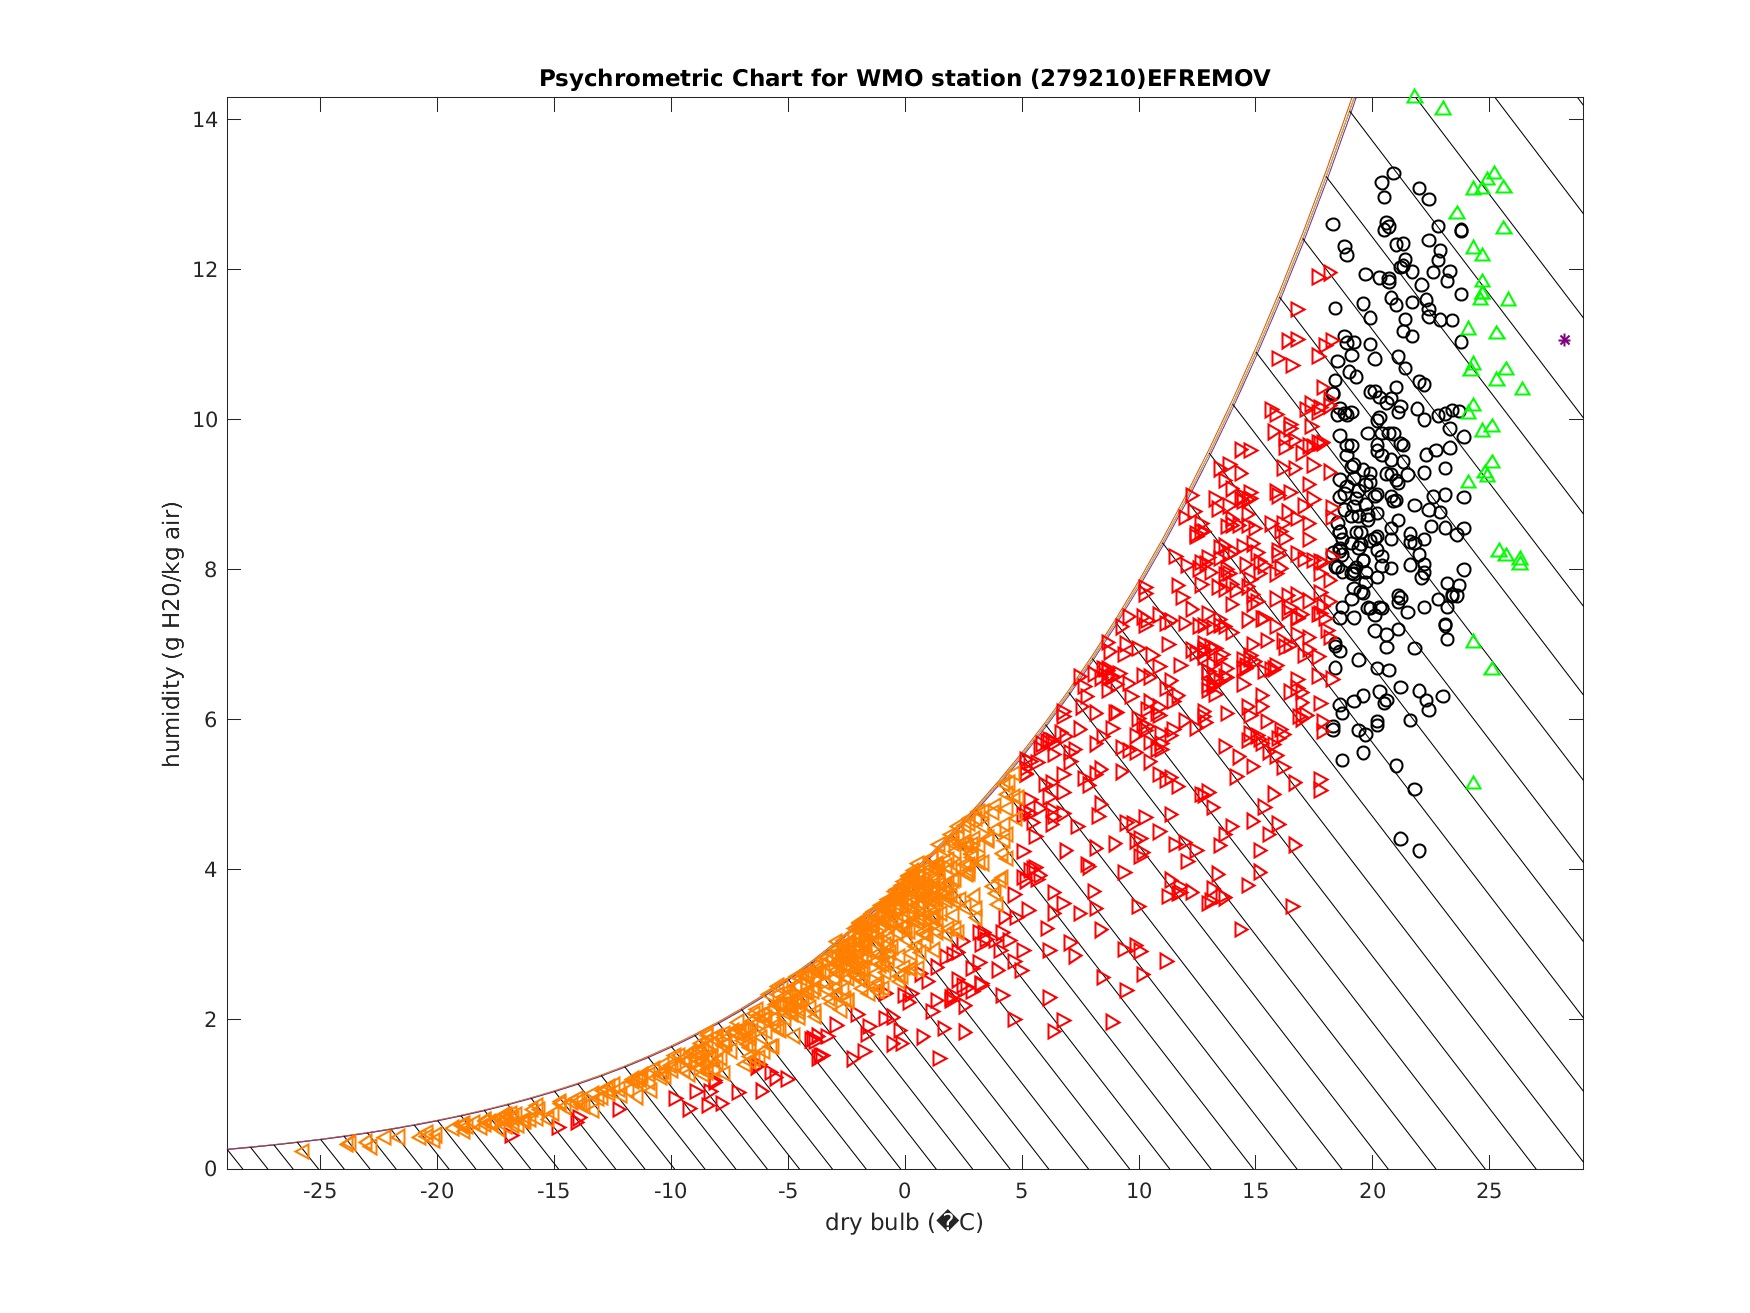 Psychrometric Chart for WMO station (279210)EFREMOV
humidity (g H20/kg air)
14
12
10
8
6
4
2
0
-25 -20 -15 -10 -5 0 5 10 15 20 25
dry bulb (�C)